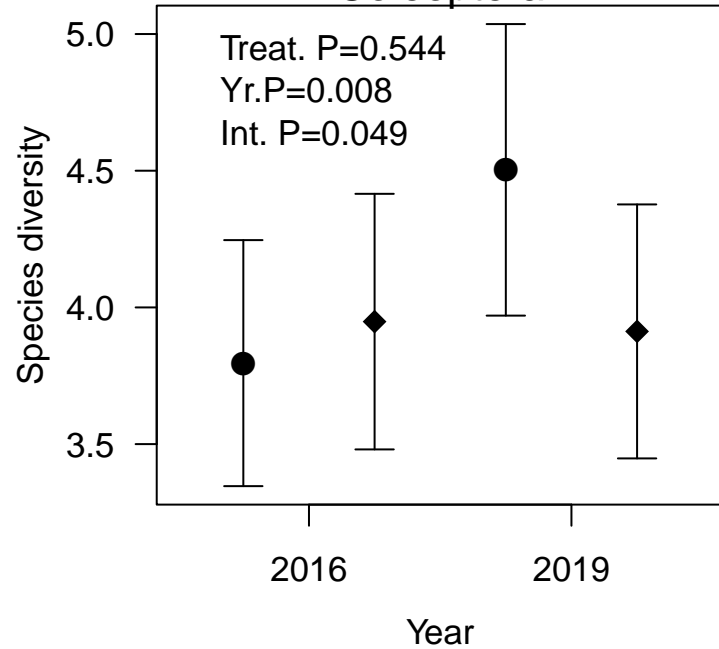 Treat. P=0.544
Yr.P=0.008
Int. P=0.049
Species diversity
5.0
4.5
4.0
3.5
2016 2019
Year